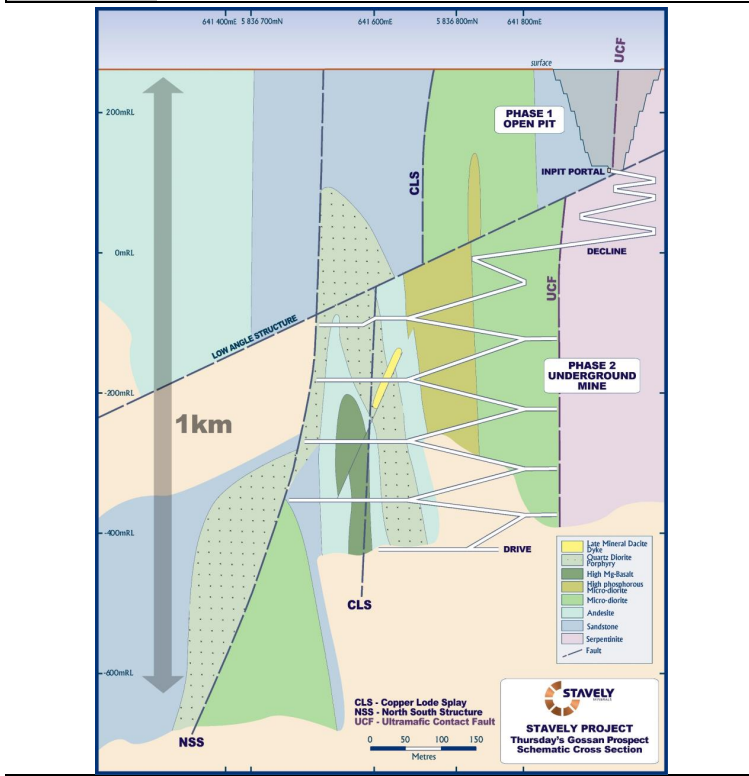 641 400mE 5 836 700mN 641 600mE 5 836 800mN 641 800mE
UCF
surface
200mRL
PHASE 1
OPEN PIT
INPIT PORTAL
CLS
0mRL
DECLINE
UCF
LOW ANGLE STRUCTURE
PHASE 2
UNDERGROUND
MINE
-200mRL
1km
-400mRL
DRIVE
Late Mineral Dacite
Dyke
Quartz Diorite
Porphyry
High Mg-Basalt
High phosphorous
Micro-diorite
Micro-diorite
Andesite
Sandstone
Serpentinite
Fault
CLS
-600mRL
CLS - Copper Lode Splay
NSS - North South Structure
UCF - Ultramafic Contact Fault
0 50 100 150
Metres
NSS
STAVELY
MINERALS
STAVELY PROJECT
Thursday's Gossan Prospect
Schematic Cross Section